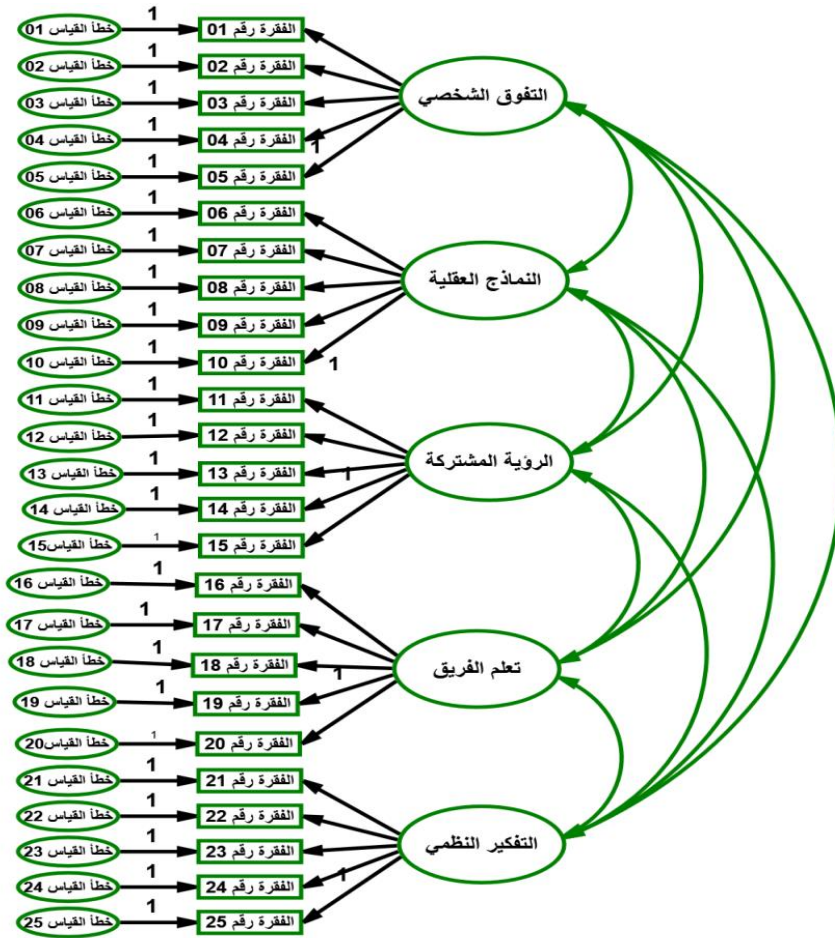 خطأ القياس 01
1
الفقرة رقم 01
خطأ القياس 02
1
الفقرة رقم 02
خطأ القياس 03
1
الفقرة رقم 03
خطأ القياس 04
1
الفقرة رقم 04
خطأ القياس 05
1
الفقرة رقم 05
1
التفوق الشخصي
خطأ القياس 06
1
الفقرة رقم 06
خطأ القياس 07
1
الفقرة رقم 07
خطأ القياس 08
1
الفقرة رقم 08
خطأ القياس 09
1
الفقرة رقم 09
خطأ القياس 10
1
الفقرة رقم 10
1
النماذج العقلية
خطأ القياس 11
1
الفقرة رقم 11
خطأ القياس 12
1
الفقرة رقم 12
خطأ القياس 13
1
الفقرة رقم 13
خطأ القياس 14
1
الفقرة رقم 14
خطأ القياس15
1
الفقرة رقم 15
1
الرؤية المشتركة
خطأ القياس 16
1
الفقرة رقم 16
خطأ القياس 17
1
الفقرة رقم 17
خطأ القياس 18
1
الفقرة رقم 18
خطأ القياس 19
1
الفقرة رقم 19
خطأ القياس20
1
الفقرة رقم 20
1
تعلم الفريق
خطأ القياس 21
1
الفقرة رقم 21
خطأ القياس 22
1
الفقرة رقم 22
خطأ القياس 23
1
الفقرة رقم 23
خطأ القياس 24
1
الفقرة رقم 24
خطأ القياس 25
1
الفقرة رقم 25
1
التفكير النظمي